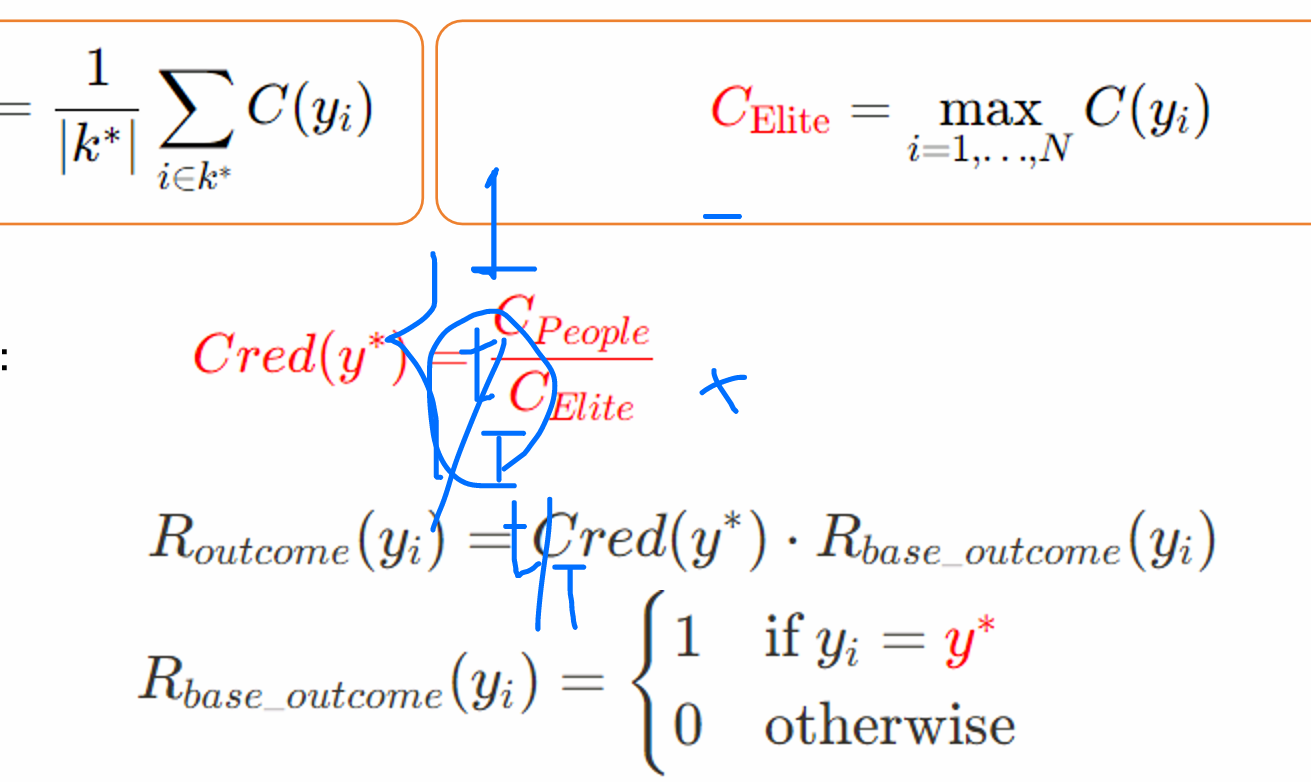 = \frac{1}{|k^*|} \sum_{i \in k^*} C(y_i)
C_{Elite} = \max_{i=1,\ldots,N} C(y_i)
1
: Cred(y^*) = \frac{C_{People}}{C_{Elite}}
R_{outcome}(y_i) = Cred(y^*) \cdot R_{base\_outcome}(y_i)
R_{base\_outcome}(y_i) = \begin{cases} 1 & \text{if } y_i = y^* \\ 0 & \text{otherwise} \end{cases}